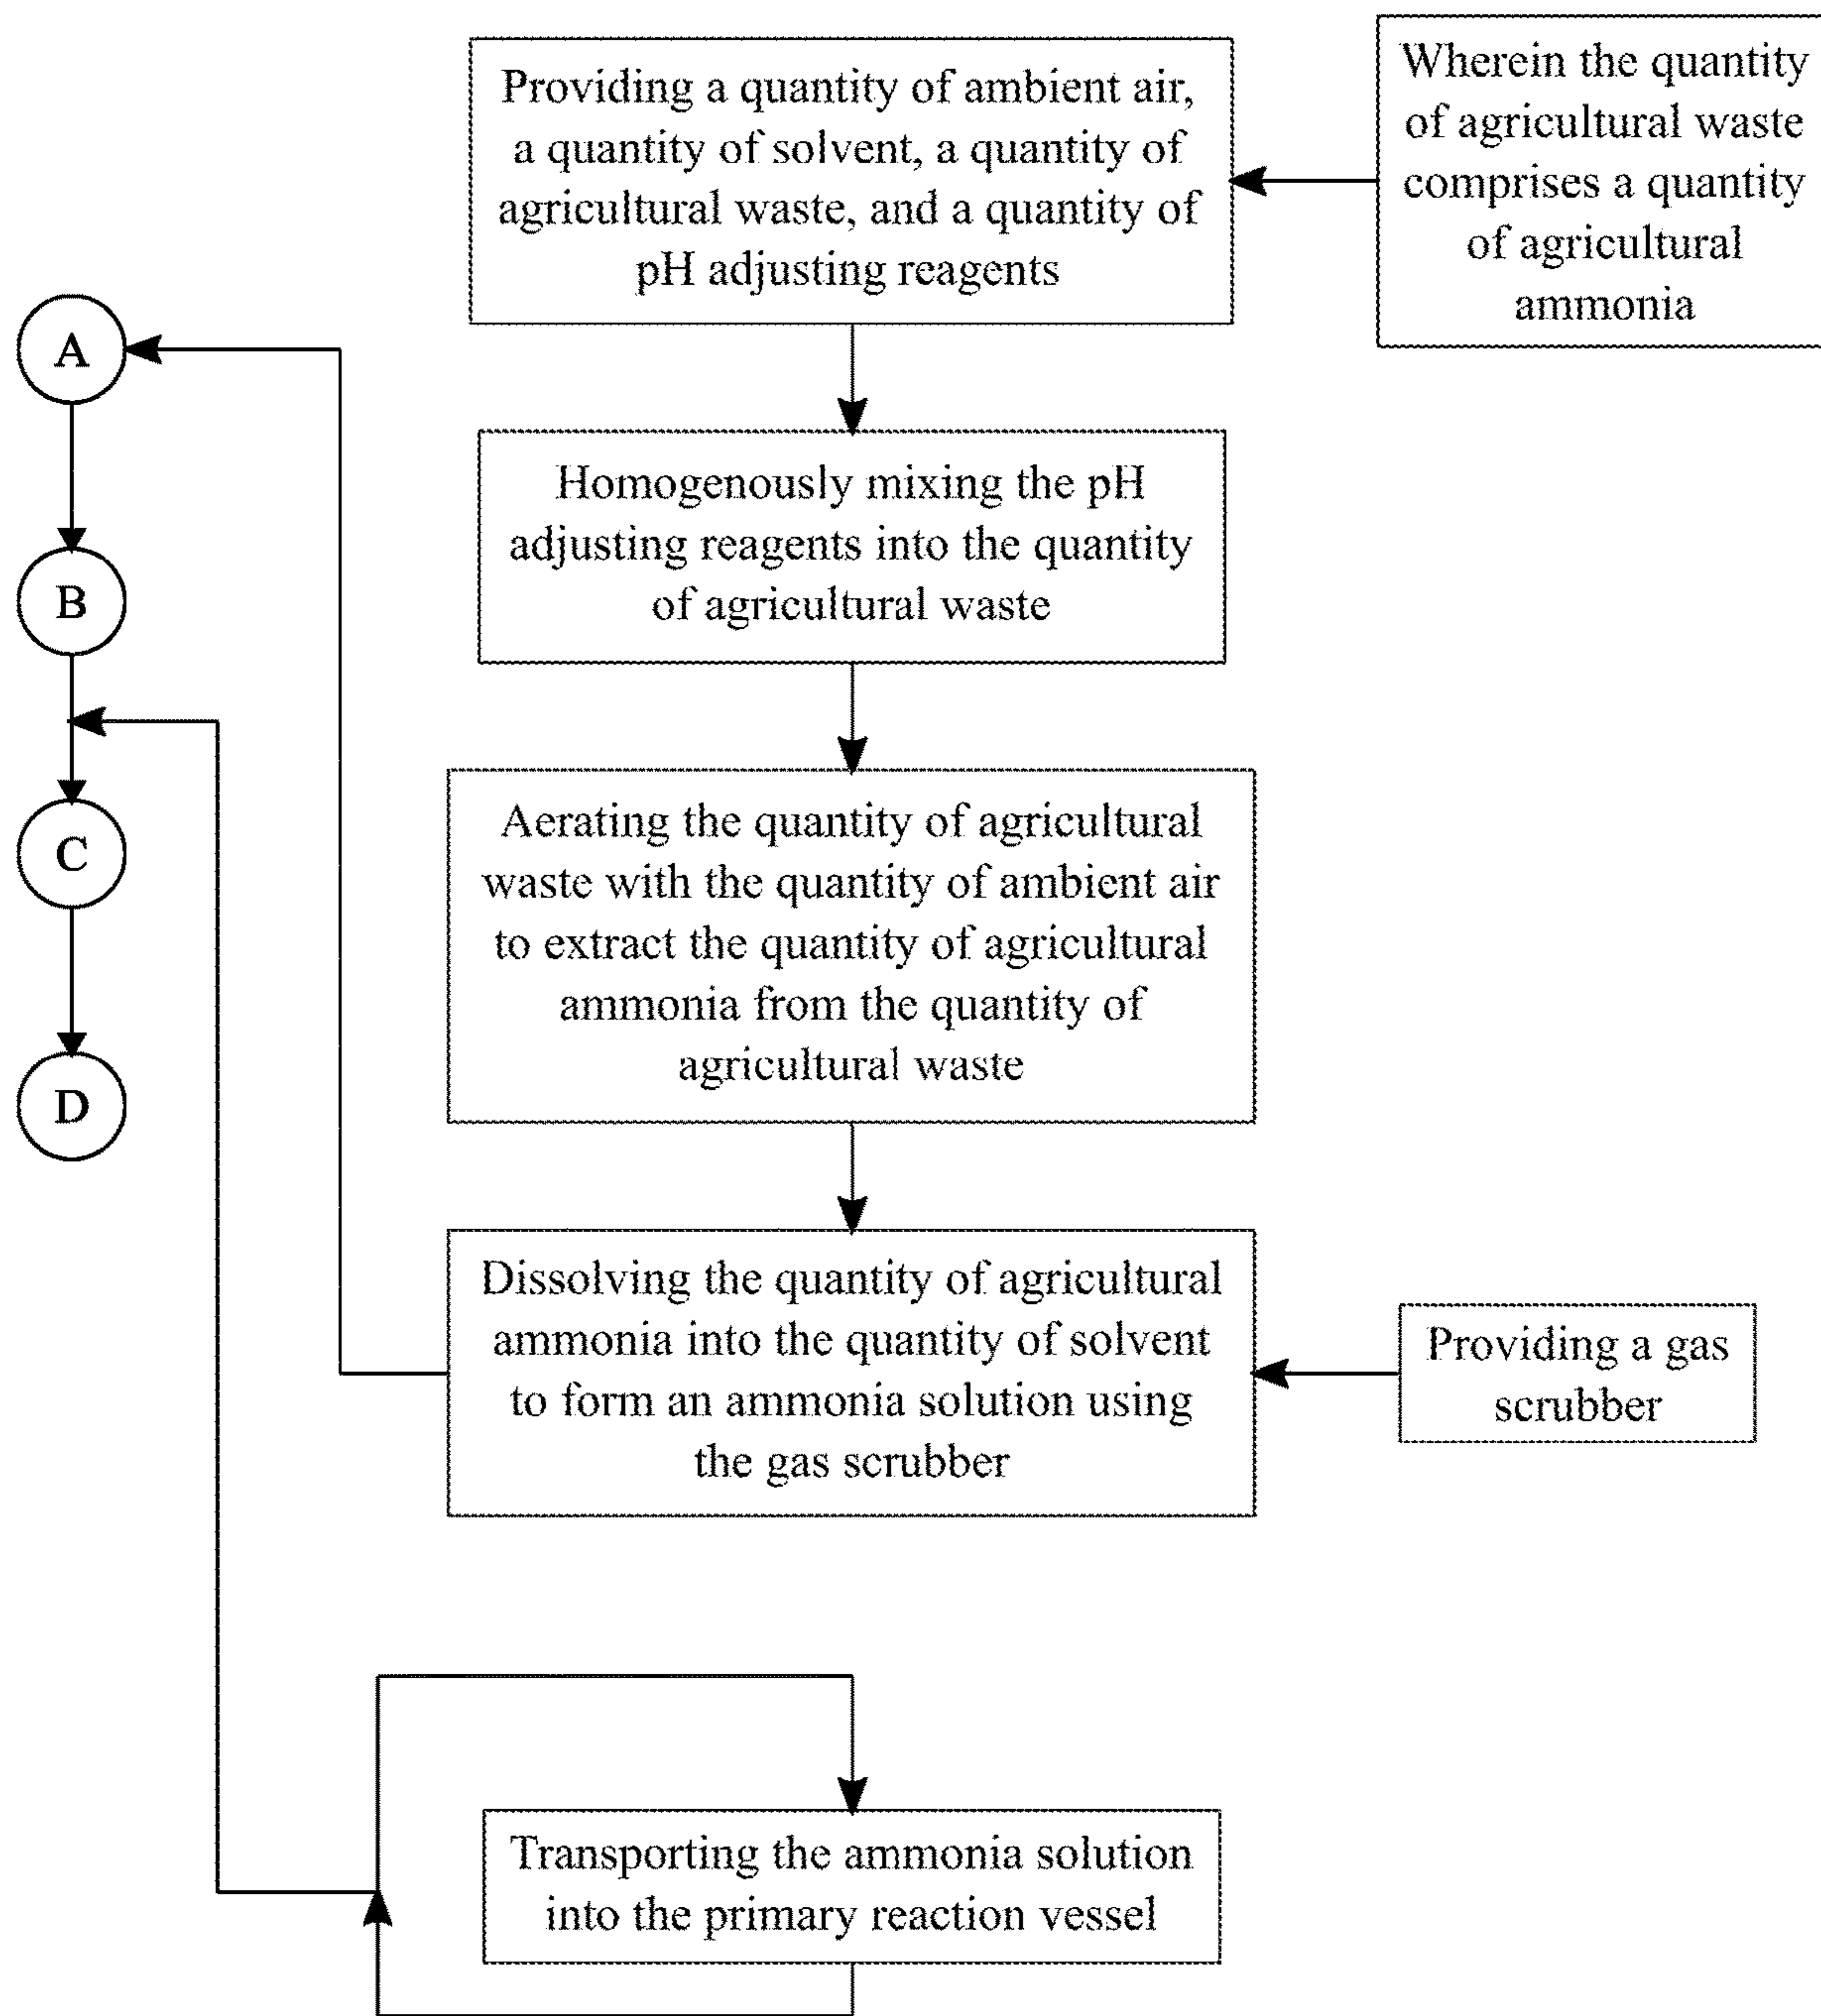 Providing a quantity of ambient air,
a quantity of solvent, a quantity of
agricultural waste, and a quantity of
pH adjusting reagents
Wherein the quantity
of agricultural waste
comprises a quantity
of agricultural
ammonia
A
B
C
D
Homogenously mixing the pH
adjusting reagents into the quantity
of agricultural waste
Aerating the quantity of agricultural
waste with the quantity of ambient air
to extract the quantity of agricultural
ammonia from the quantity of
agricultural waste
Dissolving the quantity of agricultural
ammonia into the quantity of solvent
to form an ammonia solution using
the gas scrubber
Providing a gas
scrubber
Transporting the ammonia solution
into the primary reaction vessel